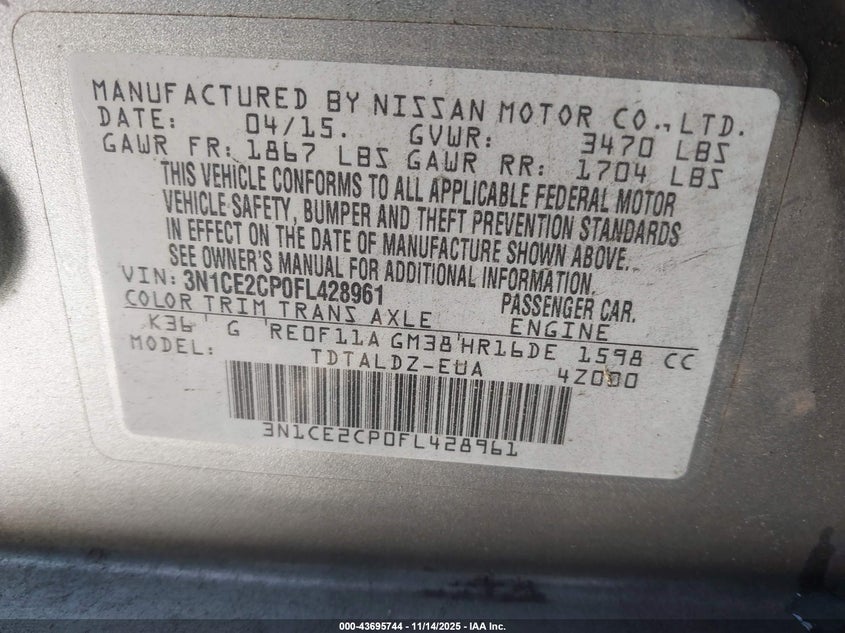 MANUFACTURED BY NISSAN MOTOR CO., LTD.
DATE: 04/15. GVWR: 3470 LBS
GAWR FR: 1867 LBS GAWR RR: 1704 LBS
THIS VEHICLE CONFORMS TO ALL APPLICABLE FEDERAL MOTOR
VEHICLE SAFETY, BUMPER AND THEFT PREVENTION STANDARDS
IN EFFECT ON THE DATE OF MANUFACTURE SHOWN ABOVE.
SEE OWNER'S MANUAL FOR ADDITIONAL INFORMATION.
VIN: 3N1CE2CP0FL428961 PASSENGER CAR.
COLOR TRIM TRANS AXLE ENGINE
K36 G RE0F11A GM38 HR16DE 1598 CC
MODEL: TDTALDZ-EUA 4Z000
3N1CE2CP0FL428961
000-43695744 | 11/14/2025 - IAA Inc.